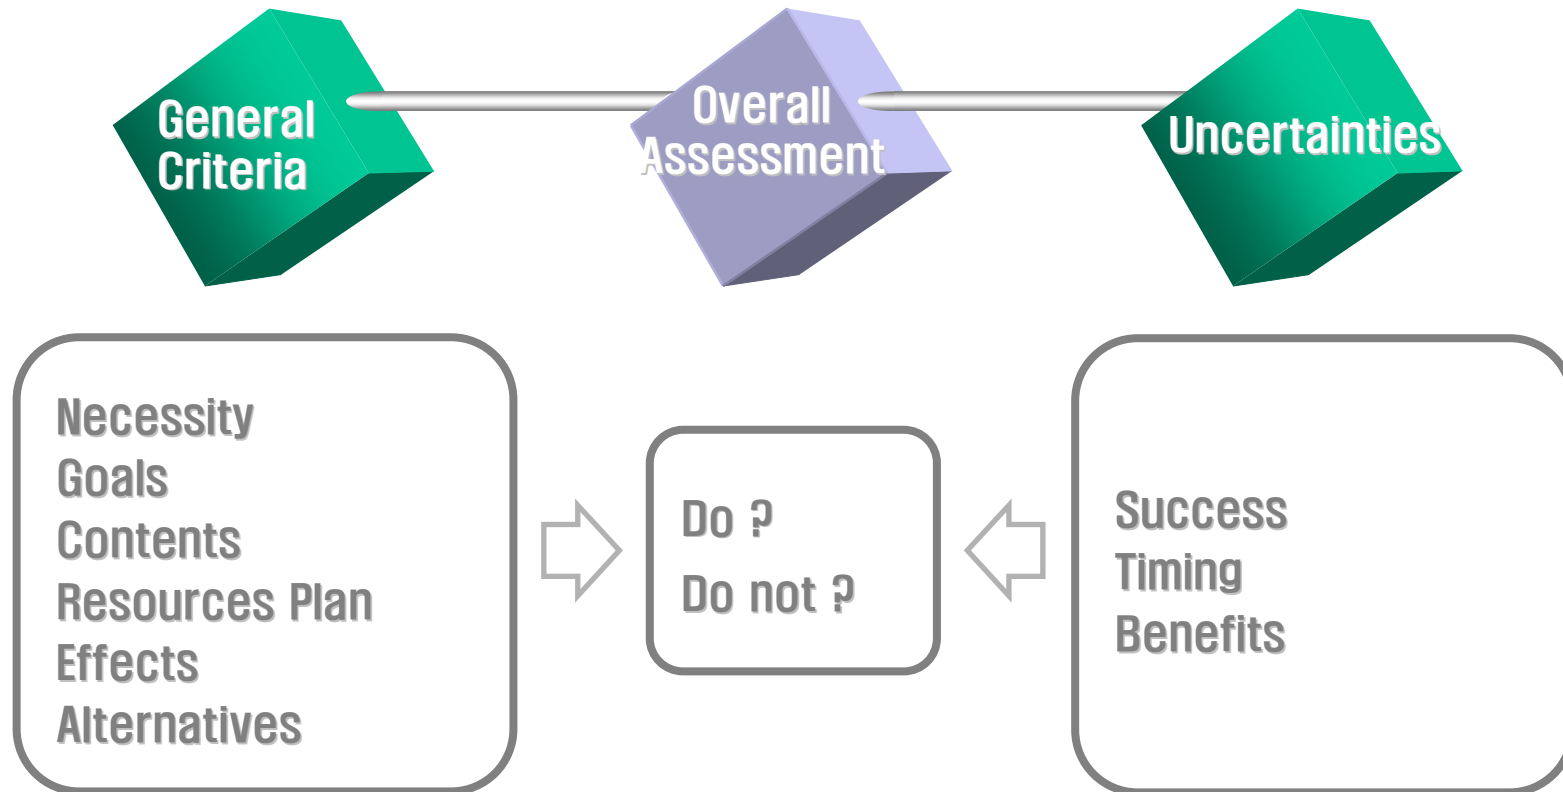 General
Criteria
Overall
Assessment
Uncertainties
Necessity
Goals
Contents
Resources Plan
Effects
Alternatives
Do ?
Do not ?
Success
Timing
Benefits